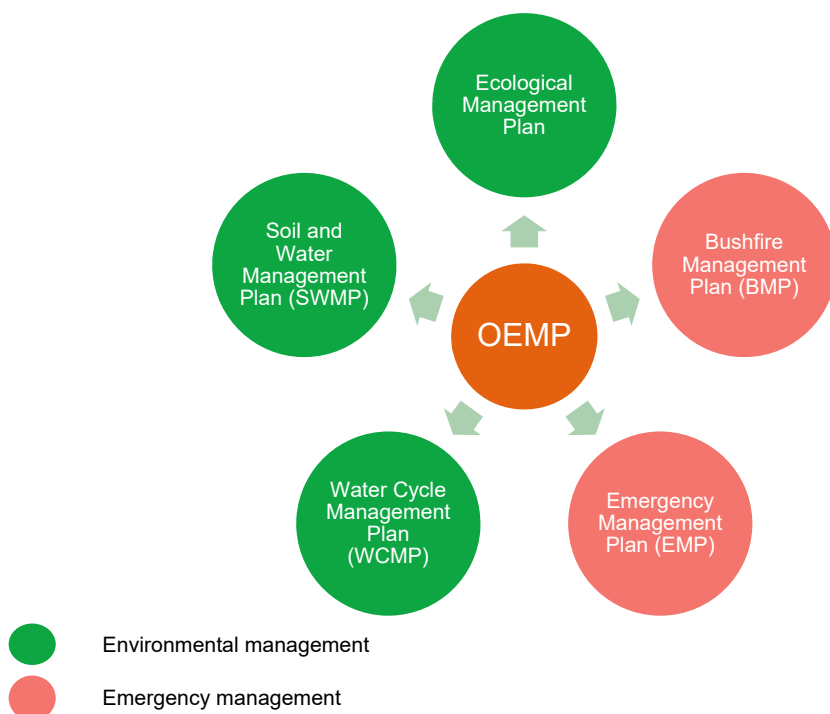 Ecological
Management
Plan
Soil and
Water
Management
Plan (SWMP)
Bushfire
Management
Plan (BMP)
OEMP
Water Cycle
Management
Plan
(WCMP)
Emergency
Management
Plan (EMP)
Environmental management
Emergency management